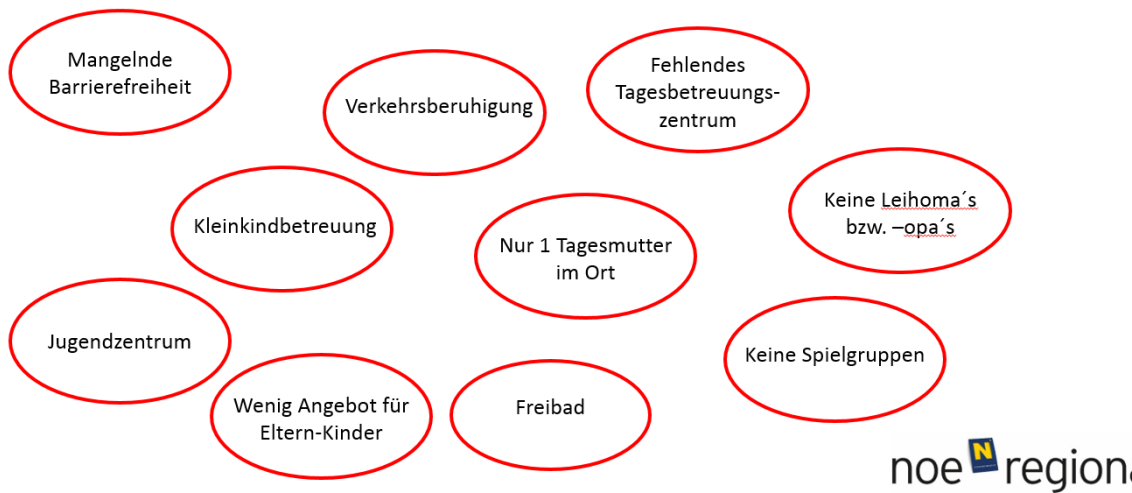 Mangelnde
Barrierefreiheit
Verkehrsberuhigung
Fehlendes
Tagesbetreuungs-
zentrum
Kleinkindbetreuung
Nur 1 Tagesmutter
im Ort
Keine Leihoma´s
bzw. –opa´s
Jugendzentrum
Keine Spielgruppen
Wenig Angebot für
Eltern-Kinder
Freibad
noe N regiona